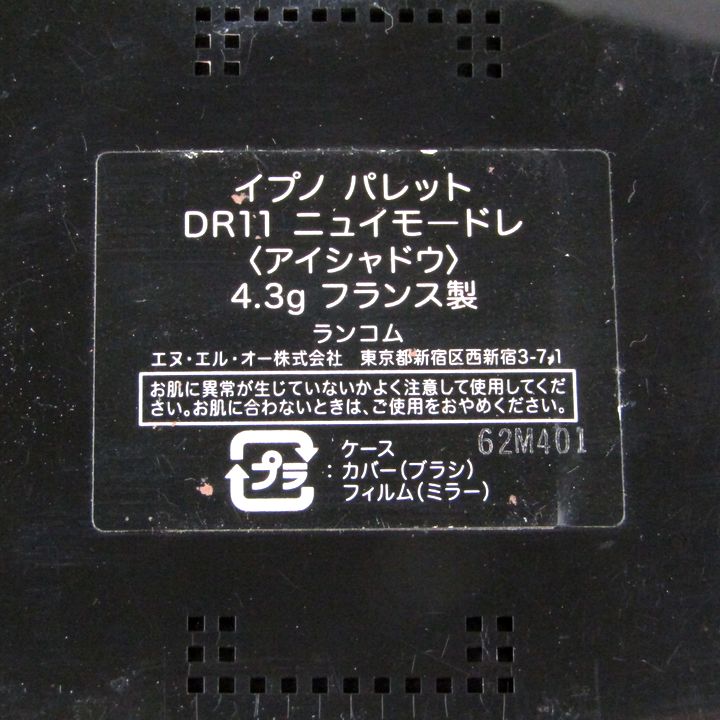 イプノ パレット
DR11 ニュイモードレ
〈アイシャドウ〉
4.3g フランス製
ランコム
エヌ・エル・オー株式会社　東京都新宿区西新宿3-7,1
お肌に異常が生じていないかよく注意して使用してくだ
さい。お肌に合わないときは、ご使用をおやめください。
プラ
ケース
:カバー(ブラシ)
フィルム(ミラー)
62M401